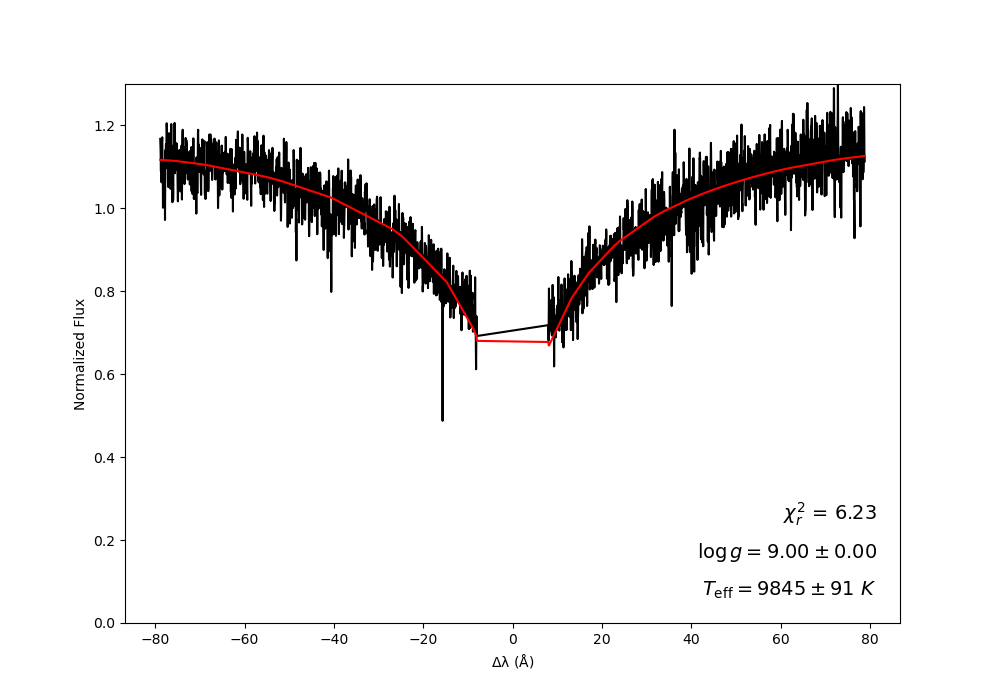 1.2
1.0
0.8
0.6
0.4
0.2
0.0
Normalized Flux
χ²ᵣ = 6.23
log g = 9.00 ± 0.00
T_eff = 9845 ± 91 K
−80 −60 −40 −20 0 20 40 60 80
Δλ (Å)